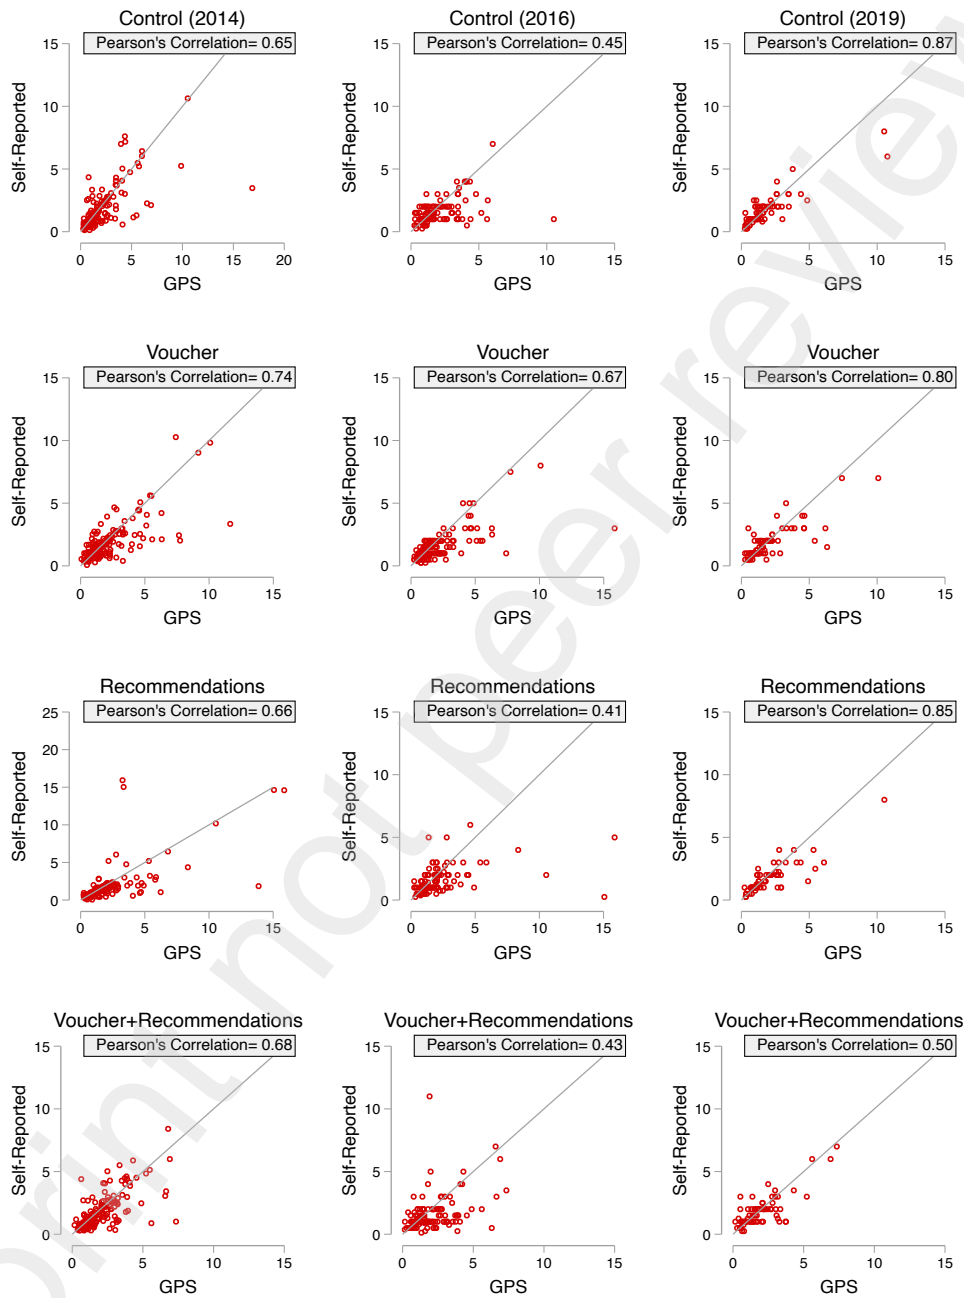 Control (2014) Control (2016) Control (2019)
Pearson's Correlation= 0.65 Pearson's Correlation= 0.45 Pearson's Correlation= 0.87
Self-Reported Self-Reported Self-Reported
15 15 15
10 10 10
5 5 5
0 0 0
0 5 10 15 20 0 5 10 15 0 5 10 15
GPS GPS GPS
Voucher Voucher Voucher
Pearson's Correlation= 0.74 Pearson's Correlation= 0.67 Pearson's Correlation= 0.80
Self-Reported Self-Reported Self-Reported
15 15 15
10 10 10
5 5 5
0 0 0
0 5 10 15 0 5 10 15 0 5 10 15
GPS GPS GPS
Recommendations Recommendations Recommendations
Pearson's Correlation= 0.66 Pearson's Correlation= 0.41 Pearson's Correlation= 0.85
Self-Reported Self-Reported Self-Reported
25 15 15
20 10 10
15 5 5
10 0 0
5
0
0 5 10 15 0 5 10 15 0 5 10 15
GPS GPS GPS
Voucher+Recommendations Voucher+Recommendations Voucher+Recommendations
Pearson's Correlation= 0.68 Pearson's Correlation= 0.43 Pearson's Correlation= 0.50
Self-Reported Self-Reported Self-Reported
15 15 15
10 10 10
5 5 5
0 0 0
0 5 10 15 0 5 10 15 0 5 10 15
GPS GPS GPS
rint not peer review